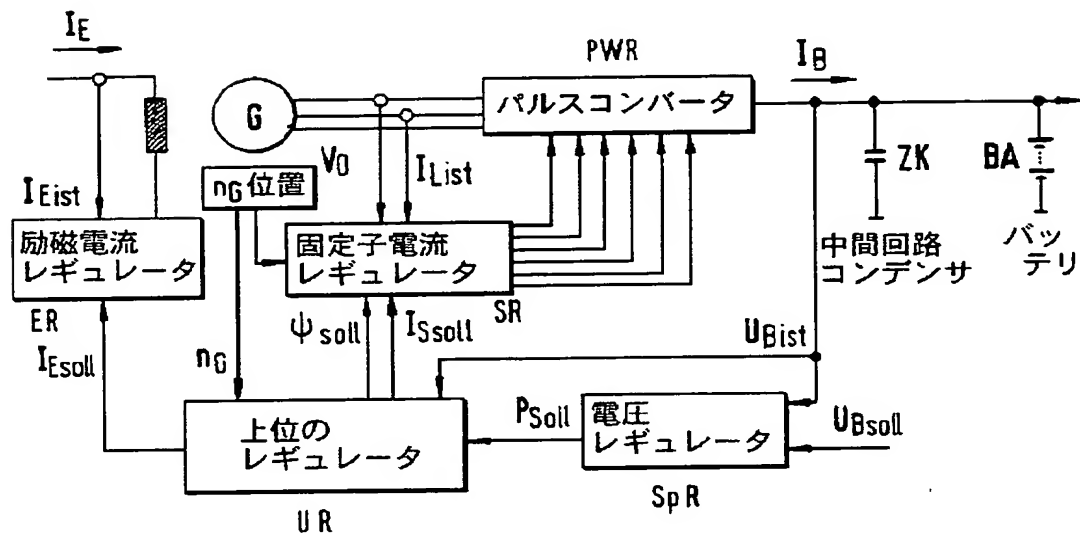 I_E
PWR
I_B
パルスコンバータ
G
V_0
I_List
n_G 位置
I_Eist
励磁電流
レギュレータ
ER
固定子電流
レギュレータ
SR
ZK
中間回路
コンデンサ
BA
バッ
テリ
ψ_soll
I_Ssoll
I_Esoll
n_G
U_Bist
上位の
レギュレータ
UR
P_Soll
電圧
レギュレータ
SpR
U_Bsoll